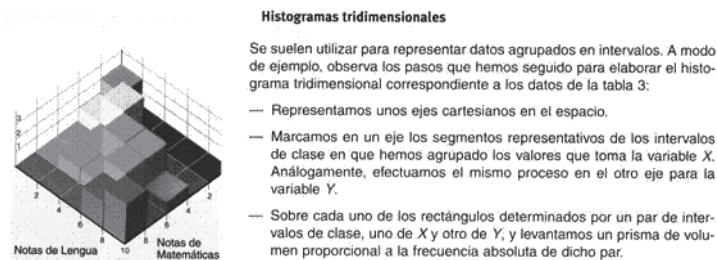 Histogramas tridimensionales
Se suelen utilizar para representar datos agrupados en intervalos. A modo
de ejemplo, observa los pasos que hemos seguido para elaborar el histo-
grama tridimensional correspondiente a los datos de la tabla 3:
— Representamos unos ejes cartesianos en el espacio.
— Marcamos en un eje los segmentos representativos de los intervalos
de clase en que hemos agrupado los valores que toma la variable X.
Análogamente, efectuamos el mismo proceso en el otro eje para la
variable Y.
— Sobre cada uno de los rectángulos determinados por un par de inter-
valos de clase, uno de X y otro de Y, y levantamos un prisma de volu-
men proporcional a la frecuencia absoluta de dicho par.
3
2
1
2
4
6
8
10
8
6
4
2
Notas de Lengua
Notas de
Matemáticas